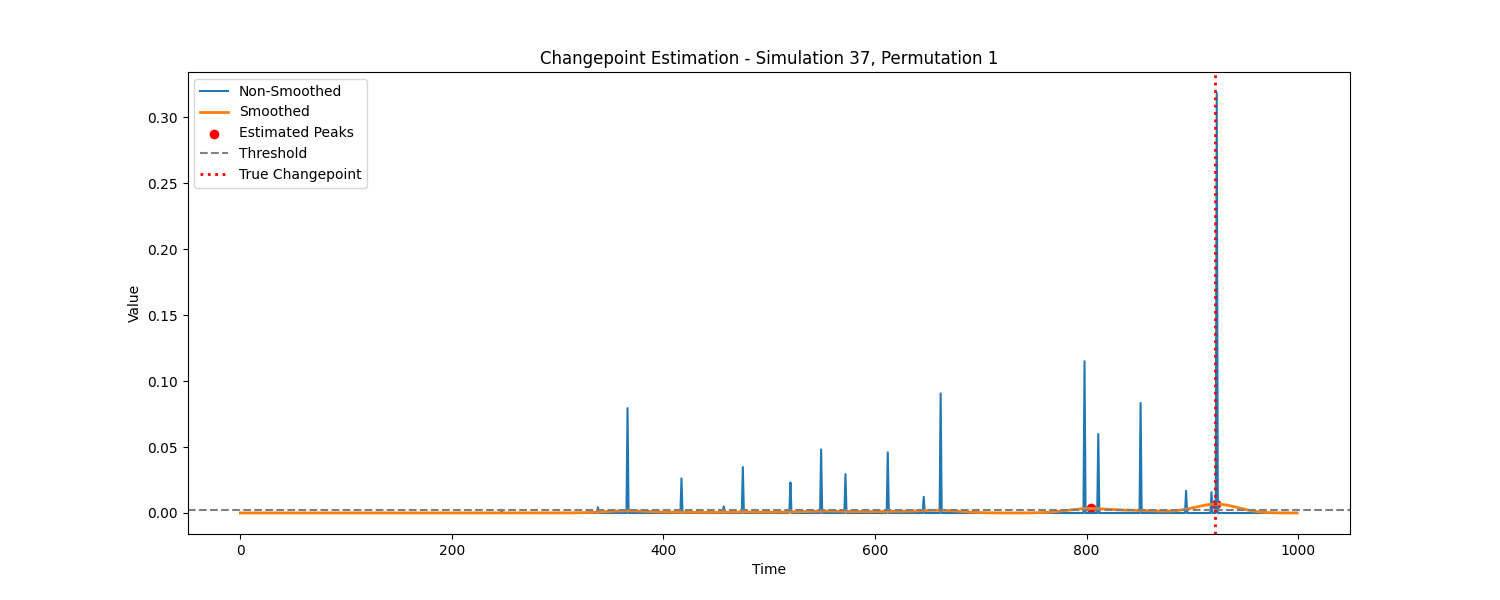 Changepoint Estimation - Simulation 37, Permutation 1
Non-Smoothed
Smoothed
Estimated Peaks
Threshold
True Changepoint
Value
0.30
0.25
0.20
0.15
0.10
0.05
0.00
0 200 400 600 800 1000
Time